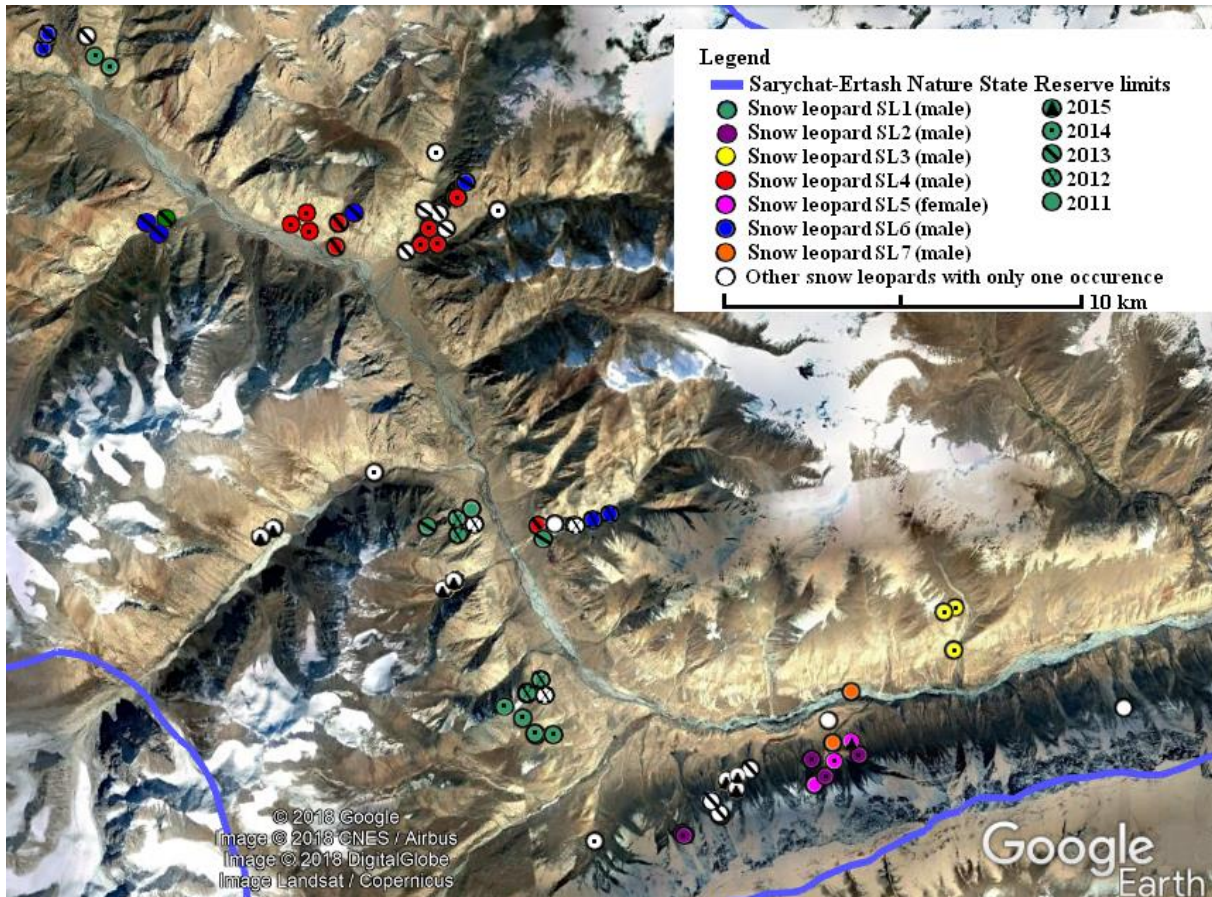 Legend
Sarychat-Ertash Nature State Reserve limits
Snow leopard SL1 (male)
Snow leopard SL2 (male)
Snow leopard SL3 (male)
Snow leopard SL4 (male)
Snow leopard SL5 (female)
Snow leopard SL6 (male)
Snow leopard SL7 (male)
Other snow leopards with only one occurence
2015
2014
2013
2012
2011
10 km
© 2018 Google
Image © 2018 CNES / Airbus
Image © 2018 DigitalGlobe
Image Landsat / Copernicus
Google
Earth